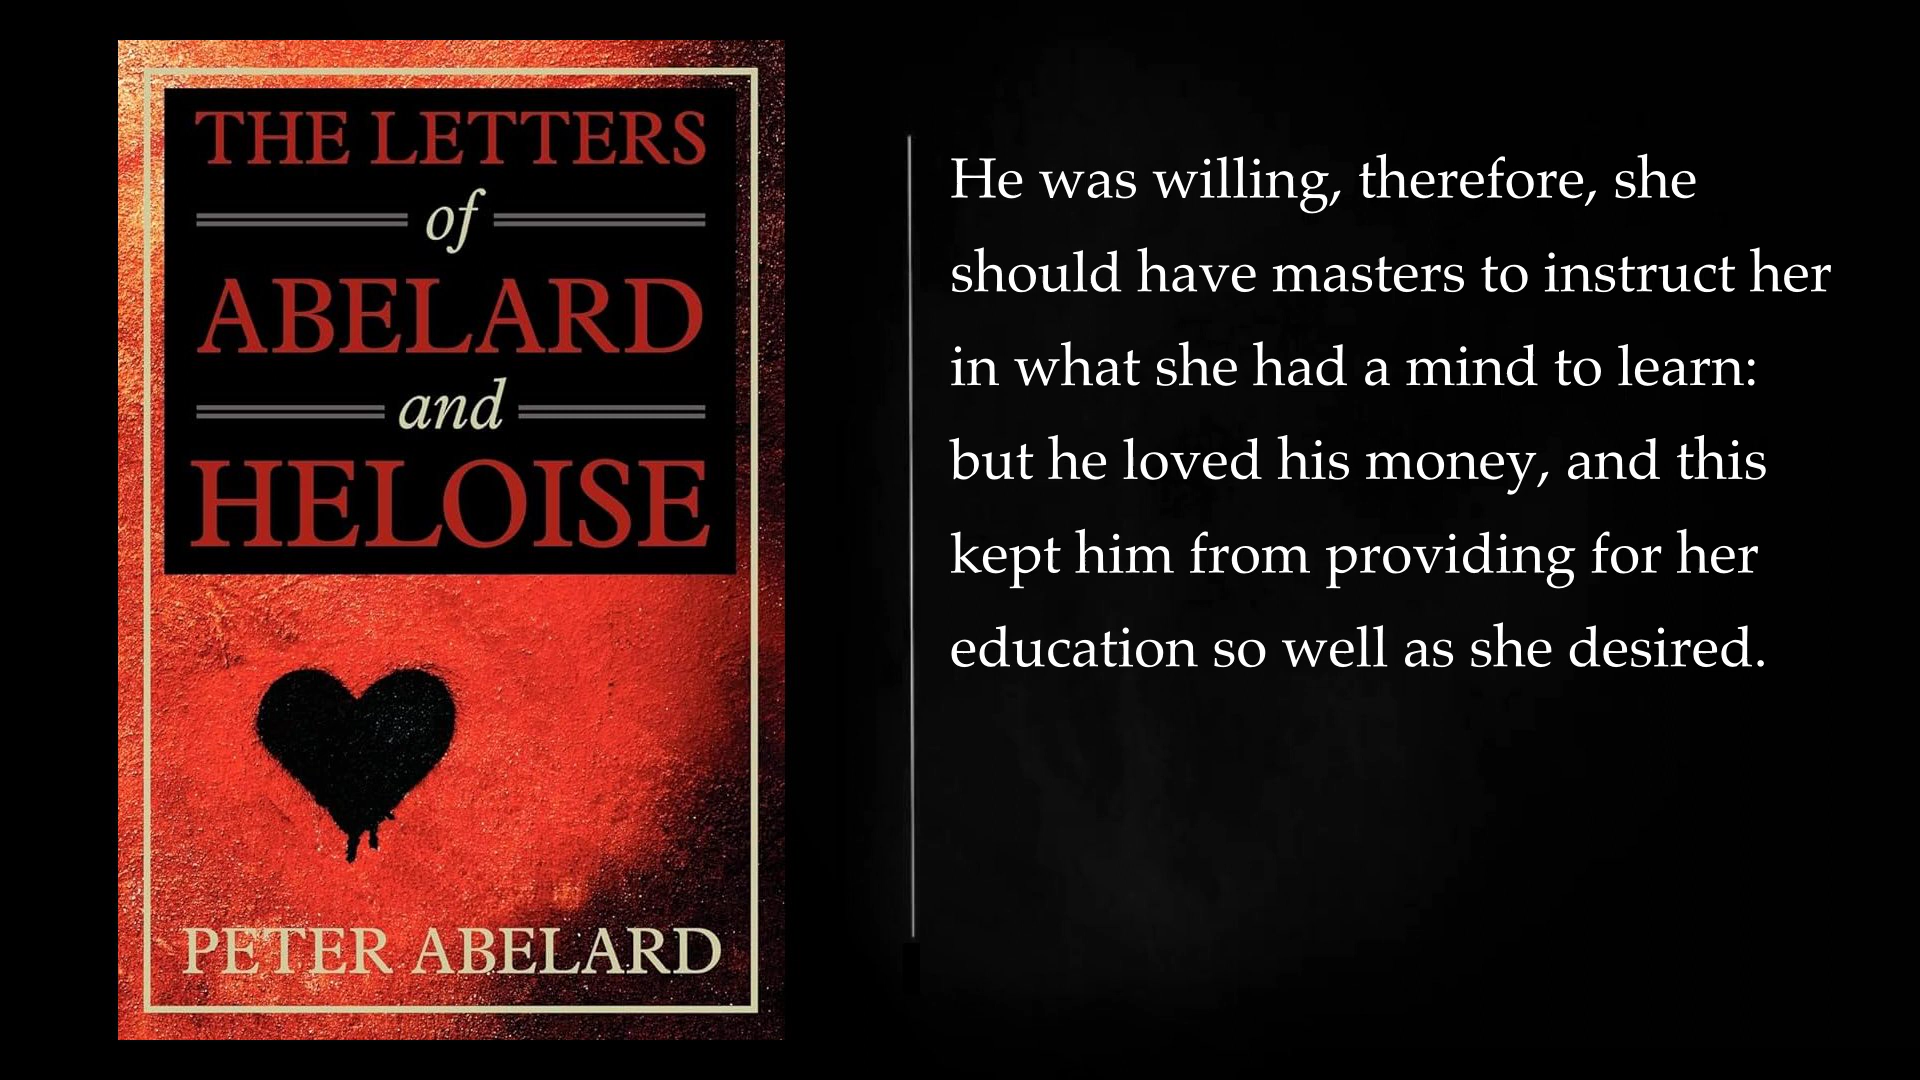 THE LETTERS
of
ABELARD
and
HELOISE
PETER ABELARD
He was willing, therefore, she
should have masters to instruct her
in what she had a mind to learn:
but he loved his money, and this
kept him from providing for her
education so well as she desired.